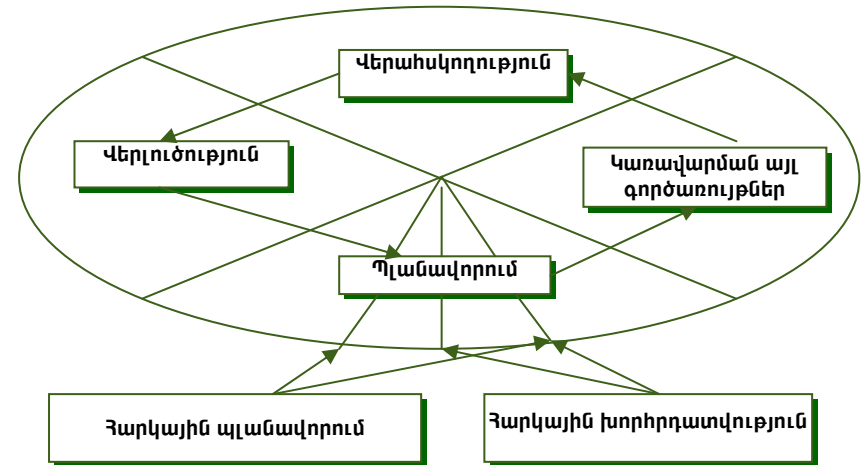 Վերահսկողություն
Վերլուծություն
Կառավարման այլ
գործառույթներ
Պլանավորում
Հարկային պլանավորում
Հարկային խորհրդատվություն